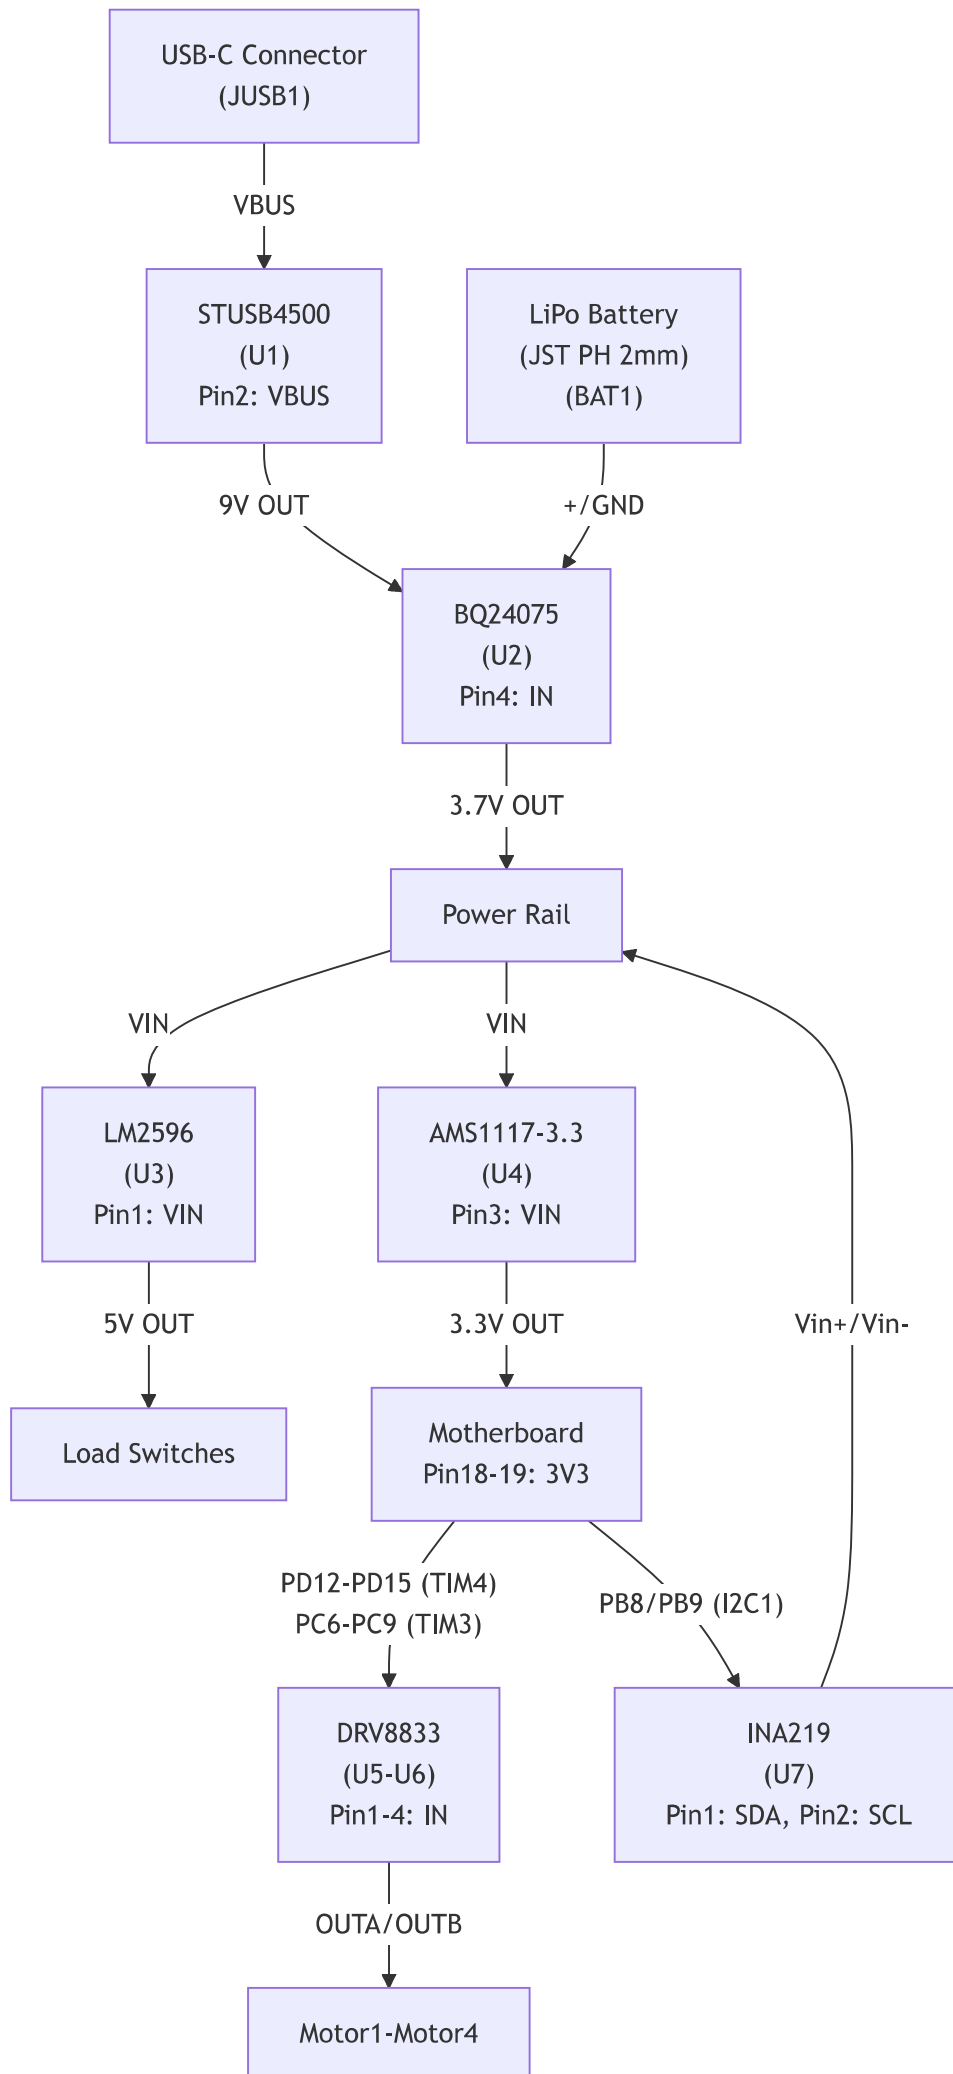 USB-C Connector
(JUSB1)
VBUS
STUSB4500
(U1)
Pin2: VBUS
LiPo Battery
(JST PH 2mm)
(BAT1)
9V OUT
+/GND
BQ24075
(U2)
Pin4: IN
3.7V OUT
Power Rail
VIN
VIN
LM2596
(U3)
Pin1: VIN
AMS1117-3.3
(U4)
Pin3: VIN
5V OUT
3.3V OUT
Vin+/Vin-
Load Switches
Motherboard
Pin18-19: 3V3
PD12-PD15 (TIM4)
PC6-PC9 (TIM3)
PB8/PB9 (I2C1)
DRV8833
(U5-U6)
Pin1-4: IN
INA219
(U7)
Pin1: SDA, Pin2: SCL
OUTA/OUTB
Motor1-Motor4